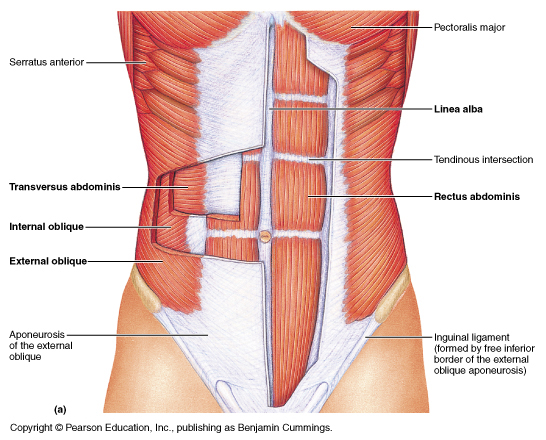 Pectoralis major
Serratus anterior
Linea alba
Tendinous intersection
Transversus abdominis
Rectus abdominis
Internal oblique
External oblique
Aponeurosis
of the external
oblique
Inguinal ligament
(formed by free inferior
border of the external
oblique aponeurosis)
(a)
Copyright © Pearson Education, Inc., publishing as Benjamin Cummings.